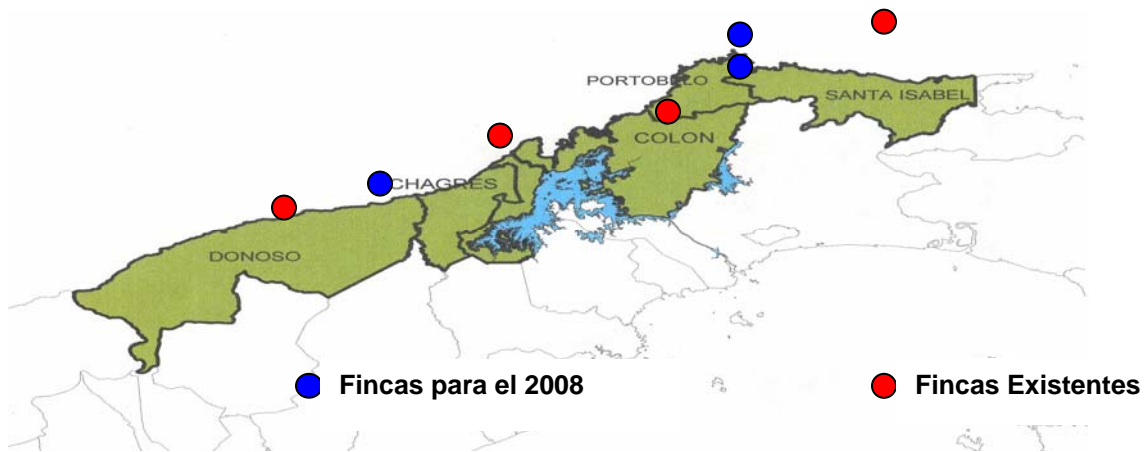 PORTOBELO
SANTA ISABEL
COLON
CHAGRES
DONOSO
Fincas para el 2008
Fincas Existentes